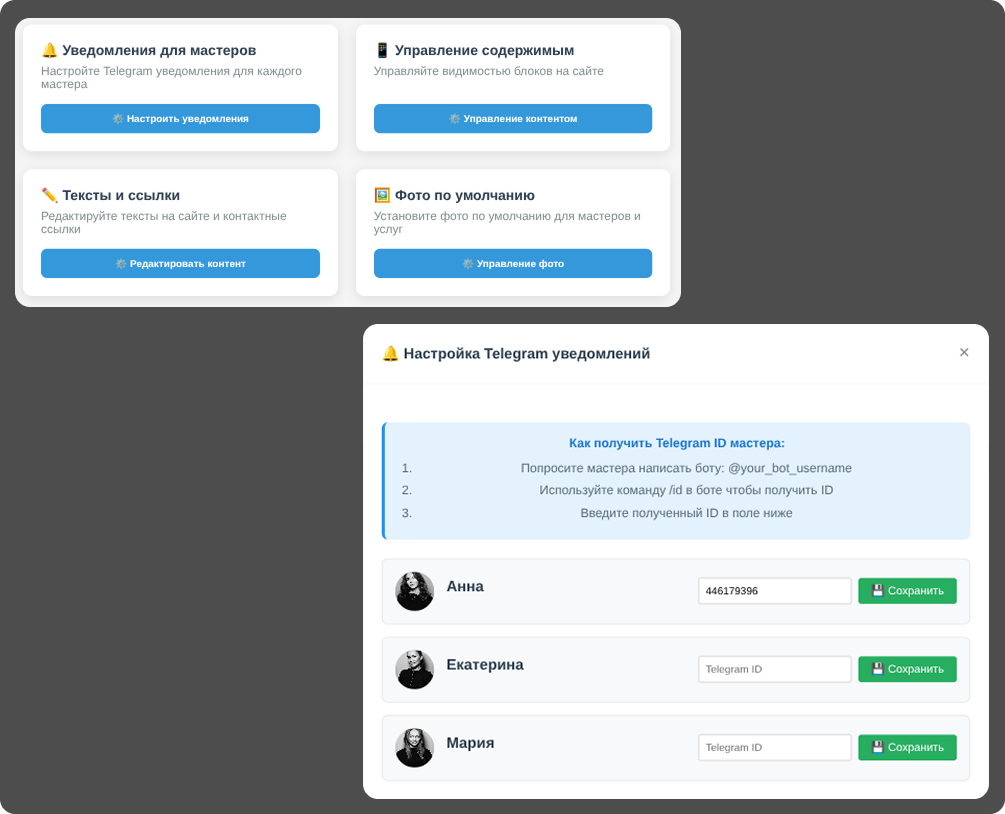 🔔 Уведомления для мастеров
Настройте Telegram уведомления для каждого
мастера
⚙️ Настроить уведомления
📱 Управление содержимым
Управляйте видимостью блоков на сайте
⚙️ Управление контентом
✏️ Тексты и ссылки
Редактируйте тексты на сайте и контактные
ссылки
⚙️ Редактировать контент
🖼️ Фото по умолчанию
Установите фото по умолчанию для мастеров и
услуг
⚙️ Управление фото
🔔 Настройка Telegram уведомлений ×
Как получить Telegram ID мастера:
1. Попросите мастера написать боту: @your_bot_username
2. Используйте команду /id в боте чтобы получить ID
3. Введите полученный ID в поле ниже
Анна 446179396 💾 Сохранить
Екатерина Telegram ID 💾 Сохранить
Мария Telegram ID 💾 Сохранить